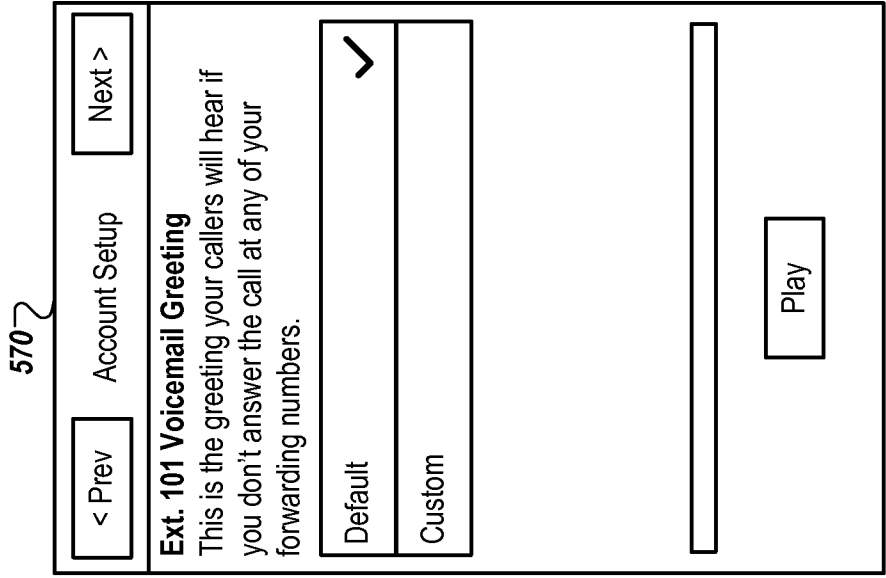 570
< Prev
Account Setup
Next >
Ext. 101 Voicemail Greeting
This is the greeting your callers will hear if
you don't answer the call at any of your
forwarding numbers.
Default
Custom
Play